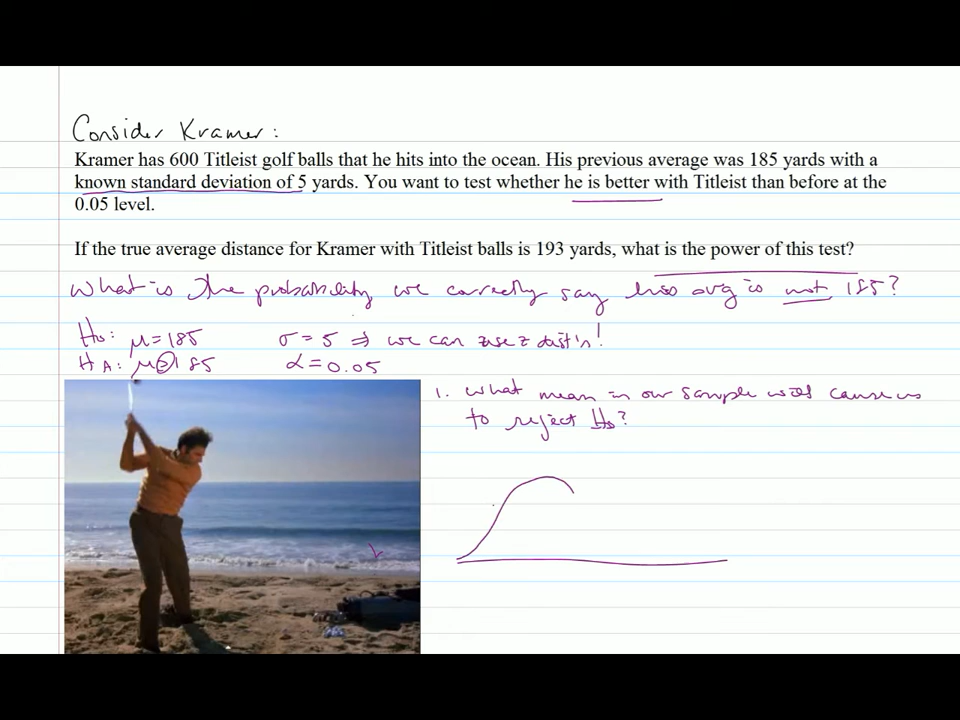 Consider Kramer:
Kramer has 600 Titleist golf balls that he hits into the ocean. His previous average was 185 yards with a
known standard deviation of 5 yards. You want to test whether he is better with Titleist than before at the
0.05 level.
If the true average distance for Kramer with Titleist balls is 193 yards, what is the power of this test?
What is the probability we correctly say his avg is not 185?
H₀: μ = 185 σ = 5 ⇒ we can use z dist'n!
H A: μ > 185 α = 0.05
1. What mean in our sample will cause us
to reject H₀?